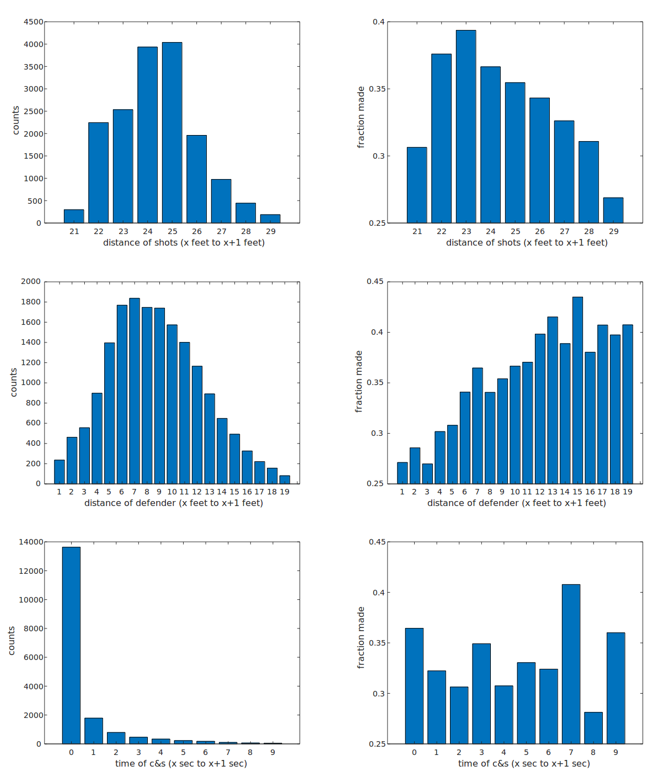 4500
4000
3500
3000
2500
2000
1500
1000
500
0
counts
21 22 23 24 25 26 27 28 29
distance of shots (x feet to x+1 feet)
0.4
0.35
0.3
0.25
fraction made
21 22 23 24 25 26 27 28 29
distance of shots (x feet to x+1 feet)
2000
1800
1600
1400
1200
1000
800
600
400
200
0
counts
1 2 3 4 5 6 7 8 9 10 11 12 13 14 15 16 17 18 19
distance of defender (x feet to x+1 feet)
0.45
0.4
0.35
0.3
0.25
fraction made
1 2 3 4 5 6 7 8 9 10 11 12 13 14 15 16 17 18 19
distance of defender (x feet to x+1 feet)
14000
12000
10000
8000
6000
4000
2000
0
counts
0 1 2 3 4 5 6 7 8 9
time of c&s (x sec to x+1 sec)
0.45
0.4
0.35
0.3
0.25
fraction made
0 1 2 3 4 5 6 7 8 9
time of c&s (x sec to x+1 sec)